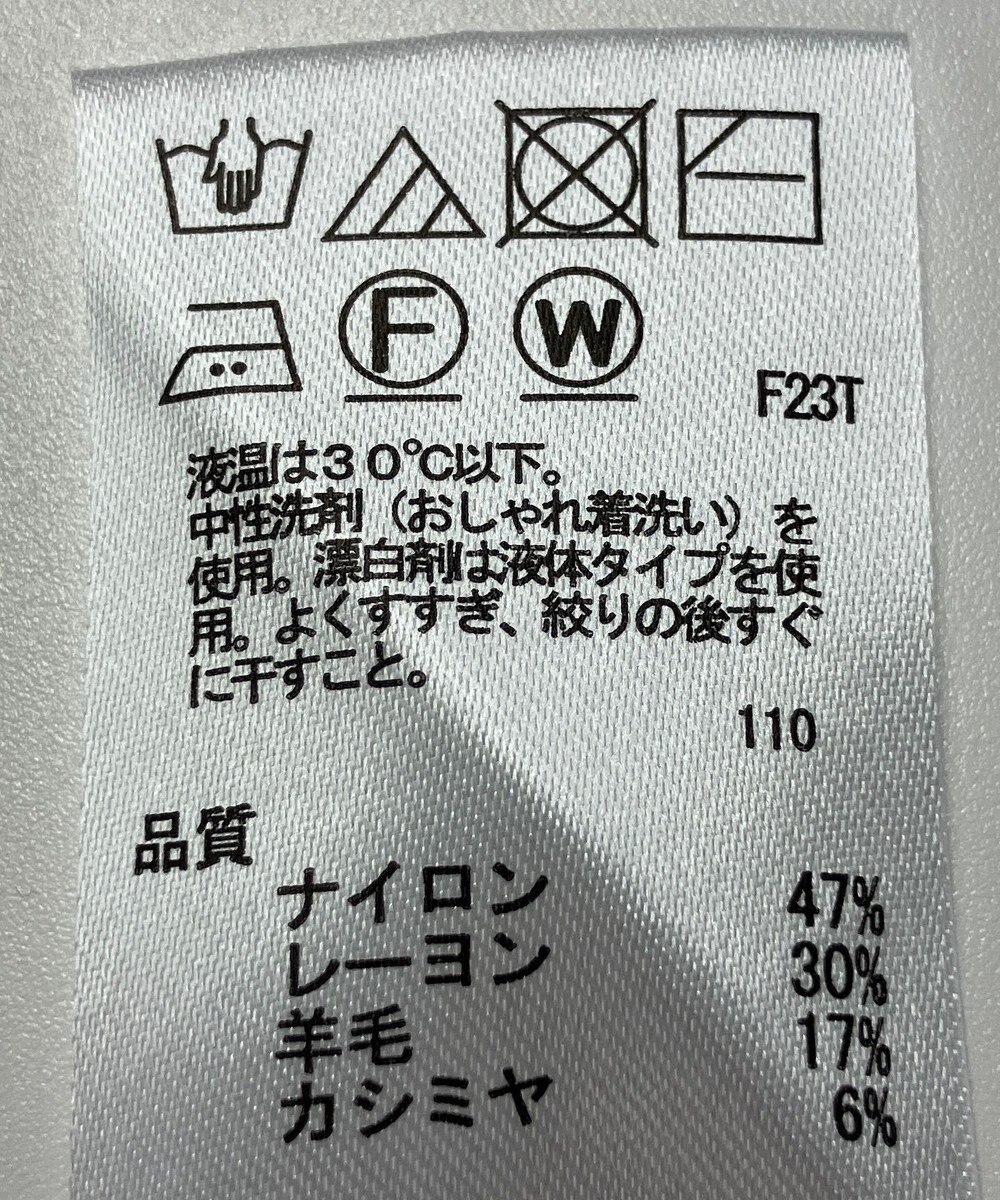 F W
F23T
液温は30℃以下。
中性洗剤（おしゃれ着洗い）を
使用。漂白剤は液体タイプを使
用。よくすすぎ、絞りの後すぐ
に干すこと。
110
品質
ナイロン 47%
レーヨン 30%
羊毛 17%
カシミヤ 6%